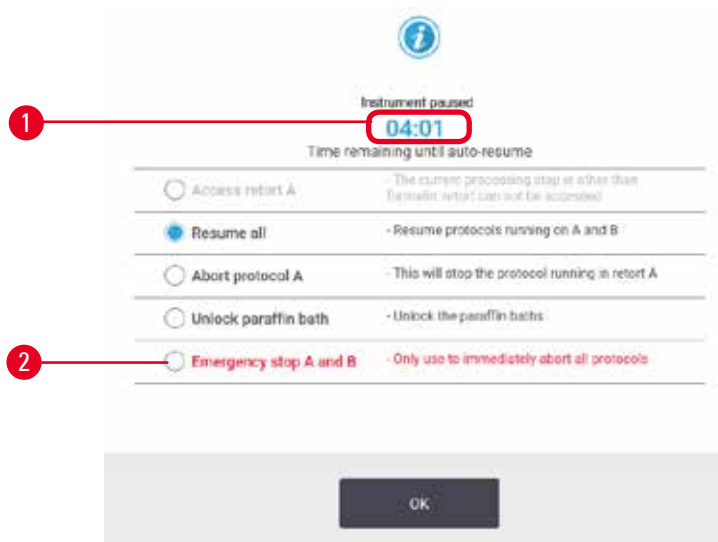 i
Instrument paused
1
04:01
Time remaining until auto-resume
Access retort A
- The current processing step is other than
formalin retort can not be accessed
Resume all
- Resume protocols running on A and B
Abort protocol A
- This will stop the protocol running in retort A
Unlock paraffin bath
- Unlock the paraffin baths
2
Emergency stop A and B
- Only use to immediately abort all protocols
OK